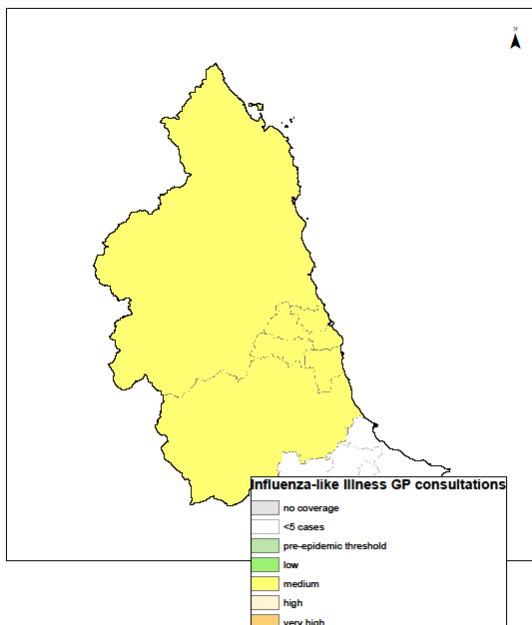 N
Influenza-like Illness GP consultations
no coverage
<5 cases
pre-epidemic threshold
low
medium
high
very high